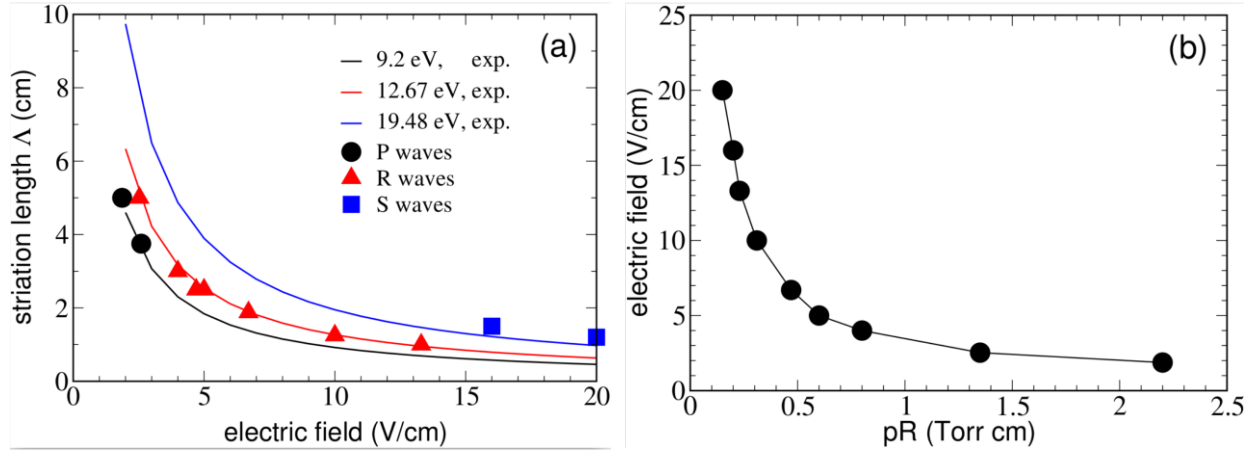 (a)
striation length Λ (cm)
10
8
6
4
2
0
9.2 eV, exp.
12.67 eV, exp.
19.48 eV, exp.
P waves
R waves
S waves
0 5 10 15 20
electric field (V/cm)
(b)
electric field (V/cm)
25
20
15
10
5
0
0 0.5 1 1.5 2 2.5
pR (Torr cm)